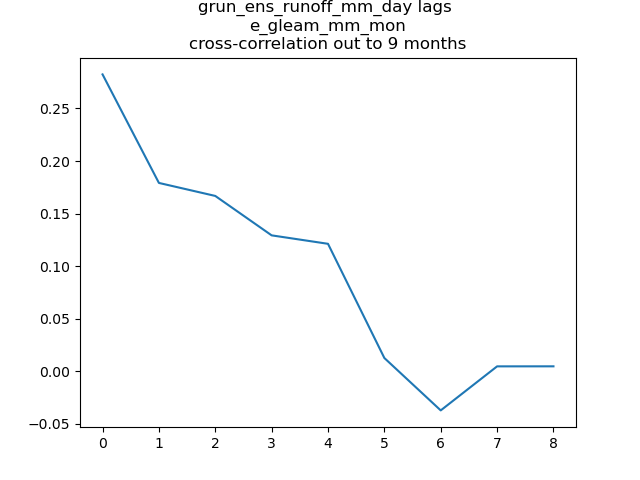 grun_ens_runoff_mm_day lags
e_gleam_mm_mon
cross-correlation out to 9 months
0.25
0.20
0.15
0.10
0.05
0.00
−0.05
0 1 2 3 4 5 6 7 8